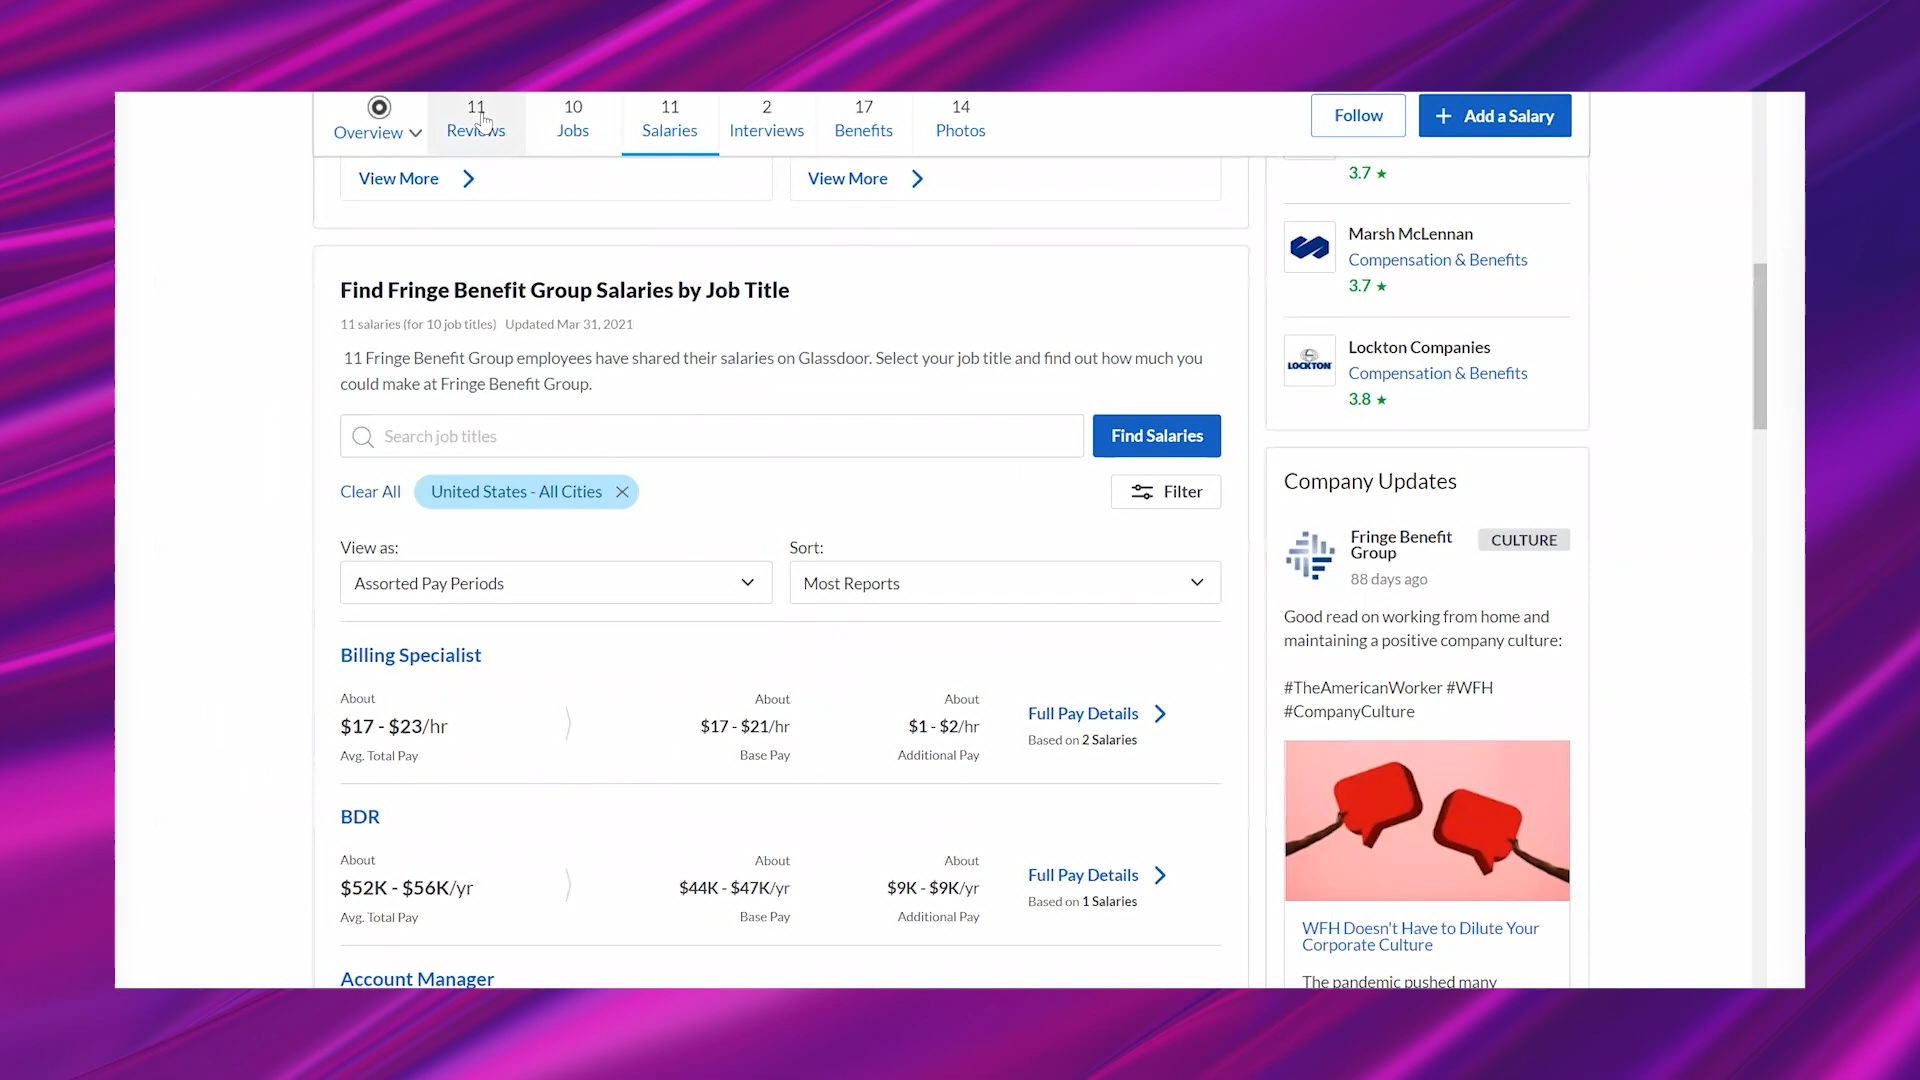 11
10
11
2
17
14
Overview
Reviews
Jobs
Salaries
Interviews
Benefits
Photos
Follow
+ Add a Salary
View More
View More
3.7 ★
Marsh McLennan
Compensation & Benefits
3.7 ★
LOCKTON
Lockton Companies
Compensation & Benefits
3.8 ★
Find Fringe Benefit Group Salaries by Job Title
11 salaries (for 10 job titles) Updated Mar 31, 2021
11 Fringe Benefit Group employees have shared their salaries on Glassdoor. Select your job title and find out how much you
could make at Fringe Benefit Group.
Search job titles
Find Salaries
Clear All
United States - All Cities
Filter
View as:
Sort:
Assorted Pay Periods
Most Reports
Billing Specialist
About
About
About
$17 - $23/hr
$17 - $21/hr
$1 - $2/hr
Avg. Total Pay
Base Pay
Additional Pay
Full Pay Details
Based on 2 Salaries
BDR
About
About
About
$52K - $56K/yr
$44K - $47K/yr
$9K - $9K/yr
Avg. Total Pay
Base Pay
Additional Pay
Full Pay Details
Based on 1 Salaries
Account Manager
Company Updates
Fringe Benefit
Group
CULTURE
88 days ago
Good read on working from home and
maintaining a positive company culture:
#TheAmericanWorker #WFH
#CompanyCulture
WFH Doesn't Have to Dilute Your
Corporate Culture
The pandemic pushed many